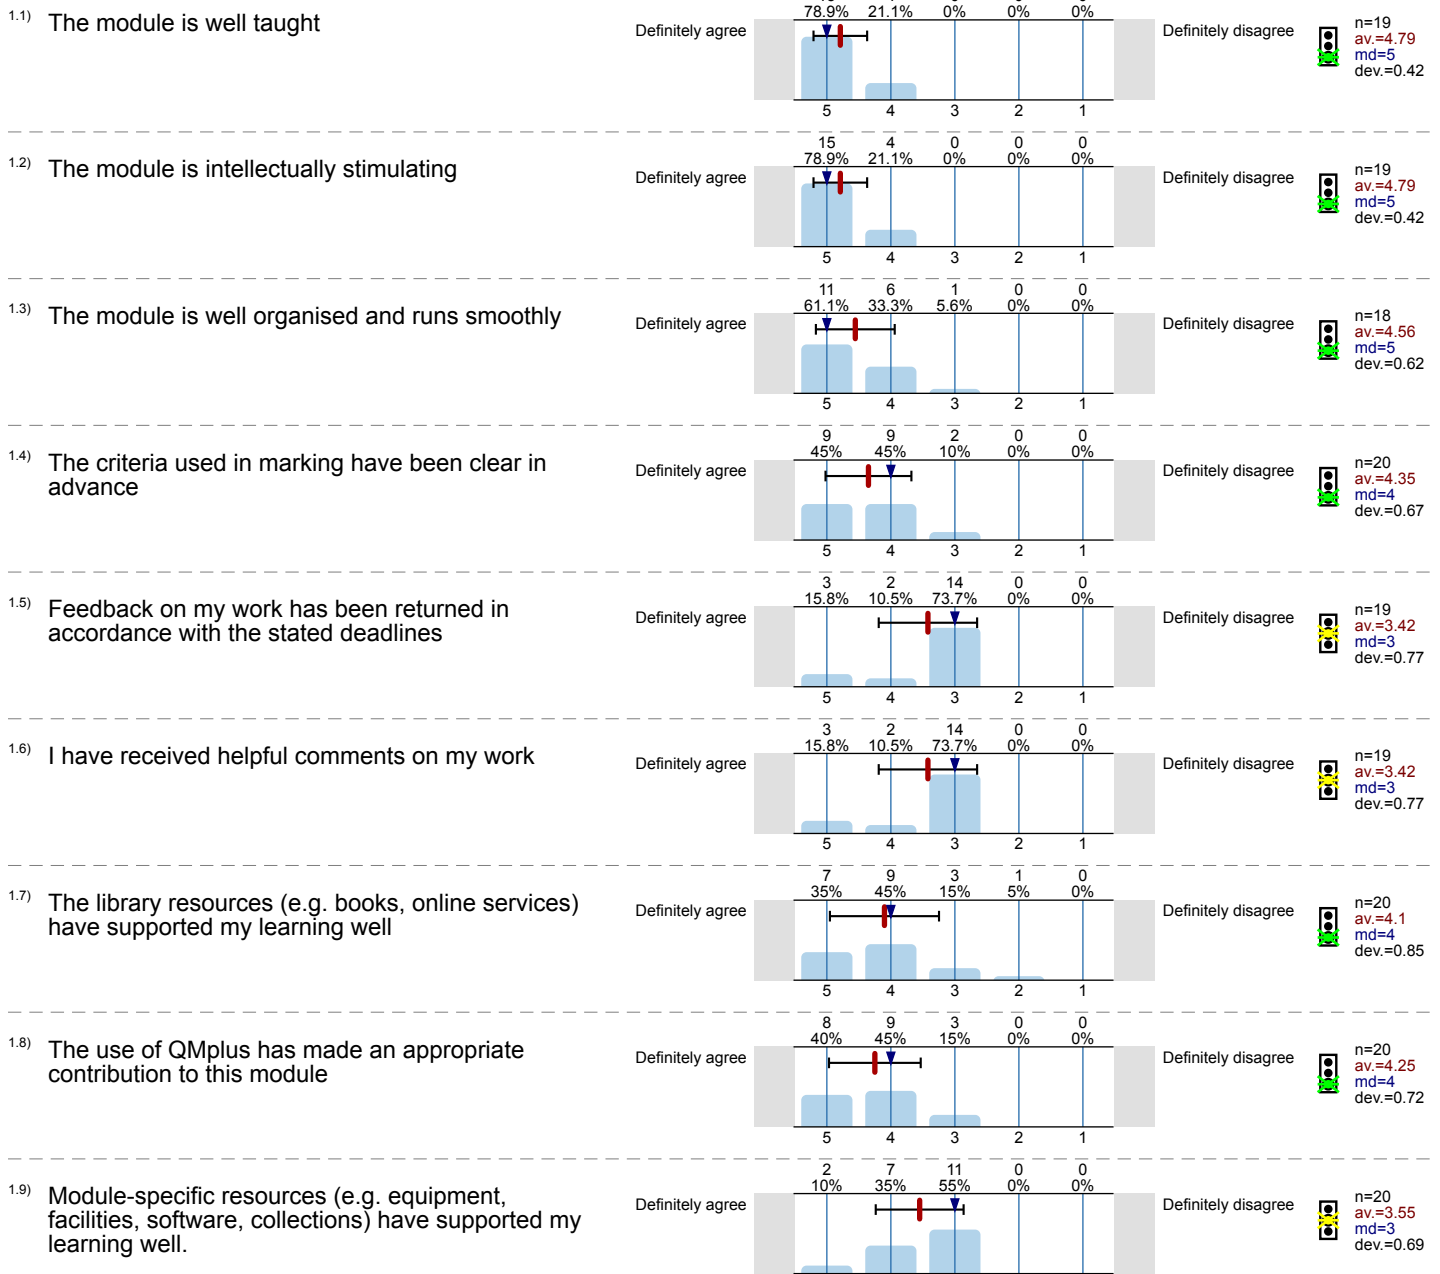 1.1) The module is well taught
Definitely agree
78.9% 21.1% 0% 0% 0%
5 4 3 2 1
Definitely disagree
n=19
av.=4.79
md=5
dev.=0.42
1.2) The module is intellectually stimulating
Definitely agree
15 4 0 0 0
78.9% 21.1% 0% 0% 0%
5 4 3 2 1
Definitely disagree
n=19
av.=4.79
md=5
dev.=0.42
1.3) The module is well organised and runs smoothly
Definitely agree
11 6 1 0 0
61.1% 33.3% 5.6% 0% 0%
5 4 3 2 1
Definitely disagree
n=18
av.=4.56
md=5
dev.=0.62
1.4) The criteria used in marking have been clear in
advance
Definitely agree
9 9 2 0 0
45% 45% 10% 0% 0%
5 4 3 2 1
Definitely disagree
n=20
av.=4.35
md=4
dev.=0.67
1.5) Feedback on my work has been returned in
accordance with the stated deadlines
Definitely agree
3 2 14 0 0
15.8% 10.5% 73.7% 0% 0%
5 4 3 2 1
Definitely disagree
n=19
av.=3.42
md=3
dev.=0.77
1.6) I have received helpful comments on my work
Definitely agree
3 2 14 0 0
15.8% 10.5% 73.7% 0% 0%
5 4 3 2 1
Definitely disagree
n=19
av.=3.42
md=3
dev.=0.77
1.7) The library resources (e.g. books, online services)
have supported my learning well
Definitely agree
7 9 3 1 0
35% 45% 15% 5% 0%
5 4 3 2 1
Definitely disagree
n=20
av.=4.1
md=4
dev.=0.85
1.8) The use of QMplus has made an appropriate
contribution to this module
Definitely agree
8 9 3 0 0
40% 45% 15% 0% 0%
5 4 3 2 1
Definitely disagree
n=20
av.=4.25
md=4
dev.=0.72
1.9) Module-specific resources (e.g. equipment,
facilities, software, collections) have supported my
learning well.
Definitely agree
2 7 11 0 0
10% 35% 55% 0% 0%
Definitely disagree
n=20
av.=3.55
md=3
dev.=0.69